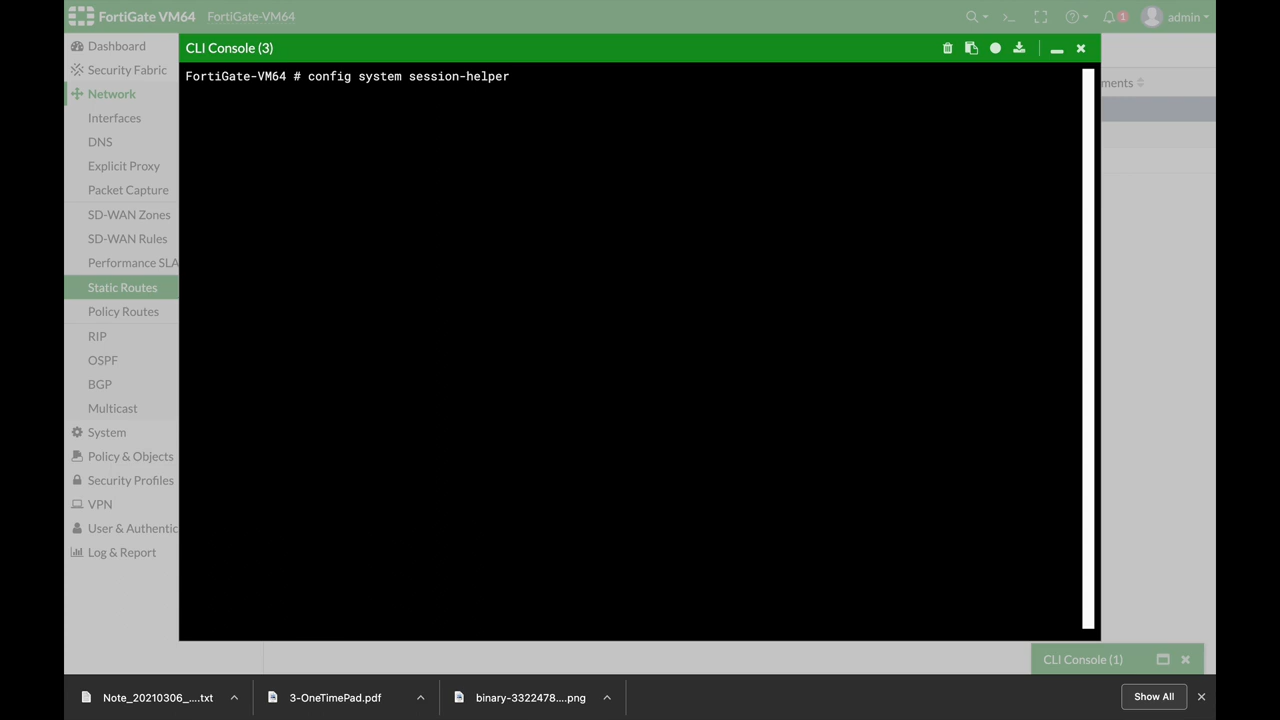 FortiGate VM64 FortiGate-VM64 >_ 1 admin
CLI Console (3)
FortiGate-VM64 # config system session-helper
Dashboard
Security Fabric
Network
Interfaces
DNS
Explicit Proxy
Packet Capture
SD-WAN Zones
SD-WAN Rules
Performance SLA
Static Routes
Policy Routes
RIP
OSPF
BGP
Multicast
System
Policy & Objects
Security Profiles
VPN
User & Authentic
Log & Report
ments
CLI Console (1)
Note_20210306_....txt 3-OneTimePad.pdf binary-3322478....png Show All